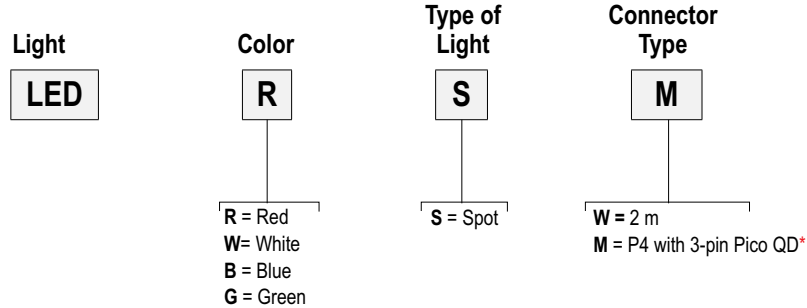 Light
Color
Type of
Light
Connector
Type
LED
R
S
M
R = Red
W= White
B = Blue
G = Green
S = Spot
W = 2 m
M = P4 with 3-pin Pico QD*